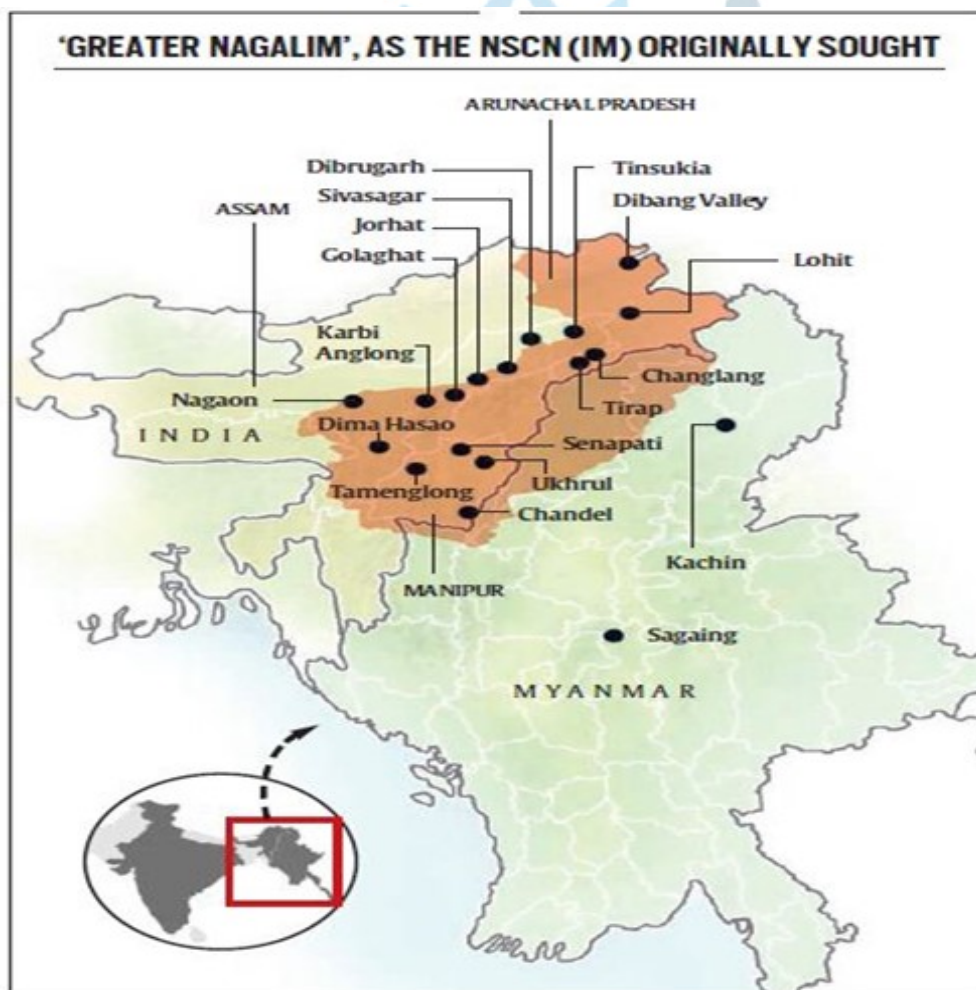 ‘GREATER NAGALIM’, AS THE NSCN (IM) ORIGINALLY SOUGHT
ARUNACHAL PRADESH
Dibrugarh
Tinsukia
Sivasagar
Dibang Valley
ASSAM
Jorhat
Golaghat
Lohit
Karbi
Anglong
Changlang
Nagaon
Tirap
Dima Hasao
INDIA
Senapati
Ukhrul
Tamenglong
Chandel
Kachin
MANIPUR
Sagaing
MYANMAR